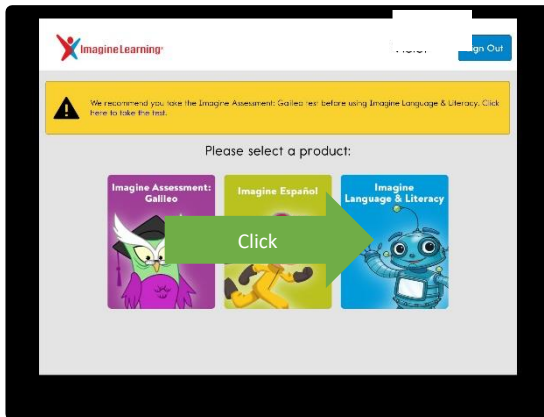 ImagineLearning
gn Out
We recommend you take the Imagine Assessment: Galileo test before using Imagine Language & Literacy. Click
here to take the test.
Please select a product:
Imagine Assessment:
Galileo
Imagine Español
Imagine
Language & Literacy
Click